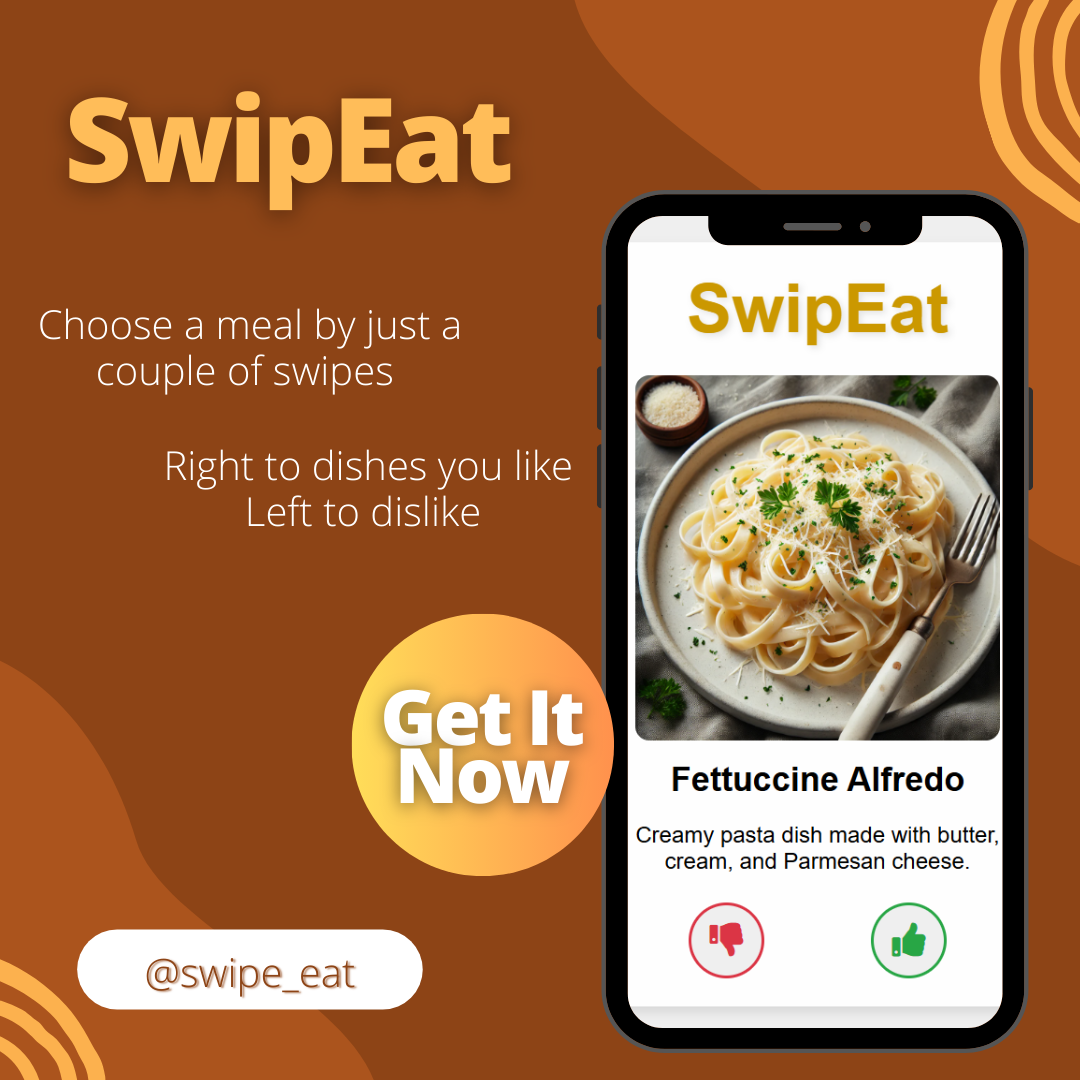 SwipEat
Choose a meal by just a
couple of swipes
Right to dishes you like
Left to dislike
Get It
Now
@swipe_eat
SwipEat
Fettuccine Alfredo
Creamy pasta dish made with butter,
cream, and Parmesan cheese.